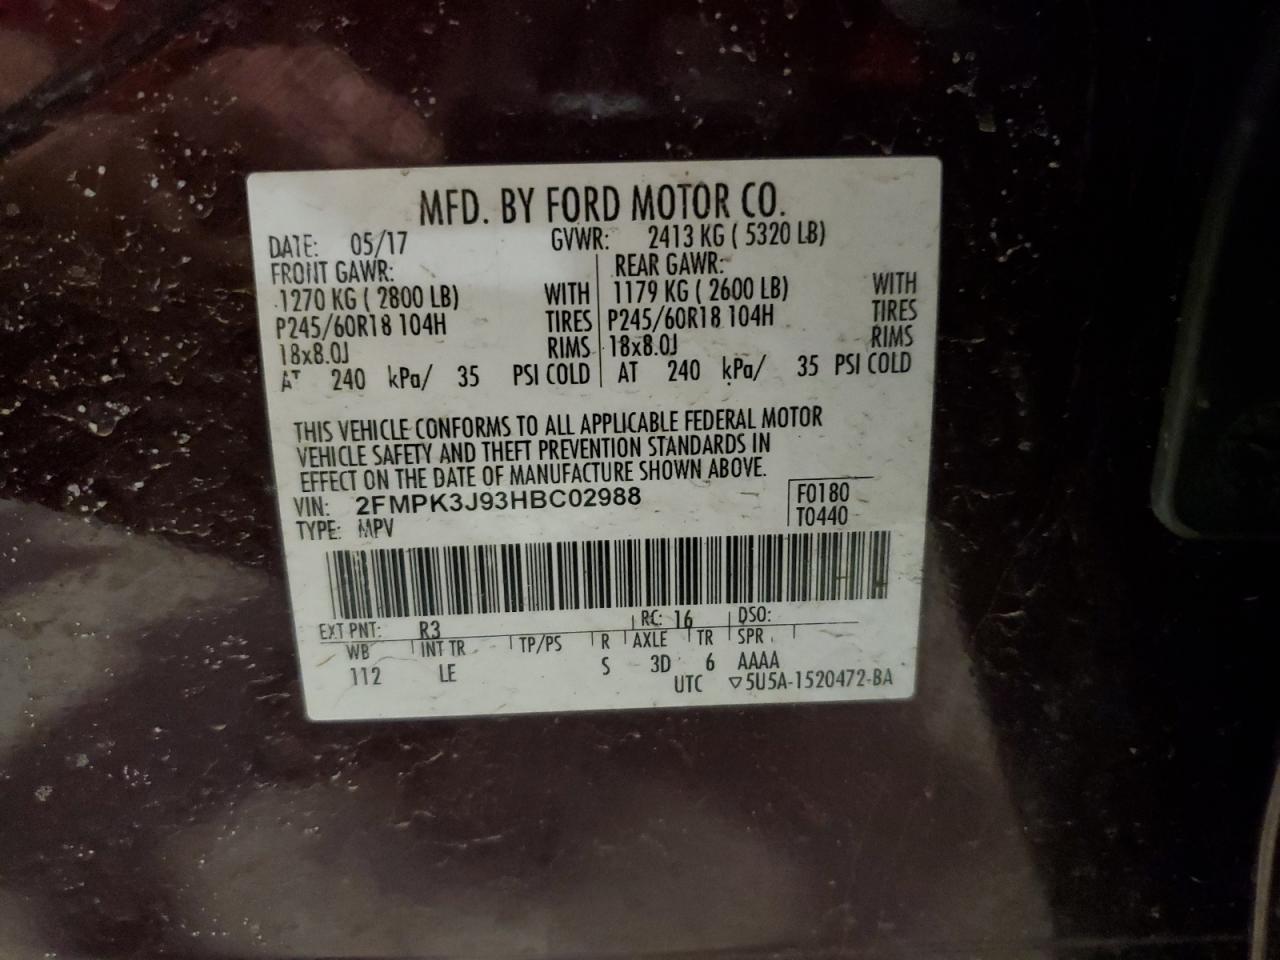 MFD. BY FORD MOTOR CO.
DATE: 05/17 GVWR: 2413 KG ( 5320 LB)
FRONT GAWR: REAR GAWR:
1270 KG ( 2800 LB) WITH 1179 KG ( 2600 LB) WITH
P245/60R18 104H TIRES P245/60R18 104H TIRES
18x8.0J RIMS 18x8.0J RIMS
AT 240 kPa/ 35 PSI COLD AT 240 kPa/ 35 PSI COLD
THIS VEHICLE CONFORMS TO ALL APPLICABLE FEDERAL MOTOR
VEHICLE SAFETY AND THEFT PREVENTION STANDARDS IN
EFFECT ON THE DATE OF MANUFACTURE SHOWN ABOVE.
VIN: 2FMPK3J93HBC02988 F0180
TYPE: MPV T0440
EXT PNT: R3 RC: 16 DSO:
WB INT TR TP/PS R AXLE TR SPR
112 LE S 3D 6 AAAA
UTC ▽5U5A-1520472-BA